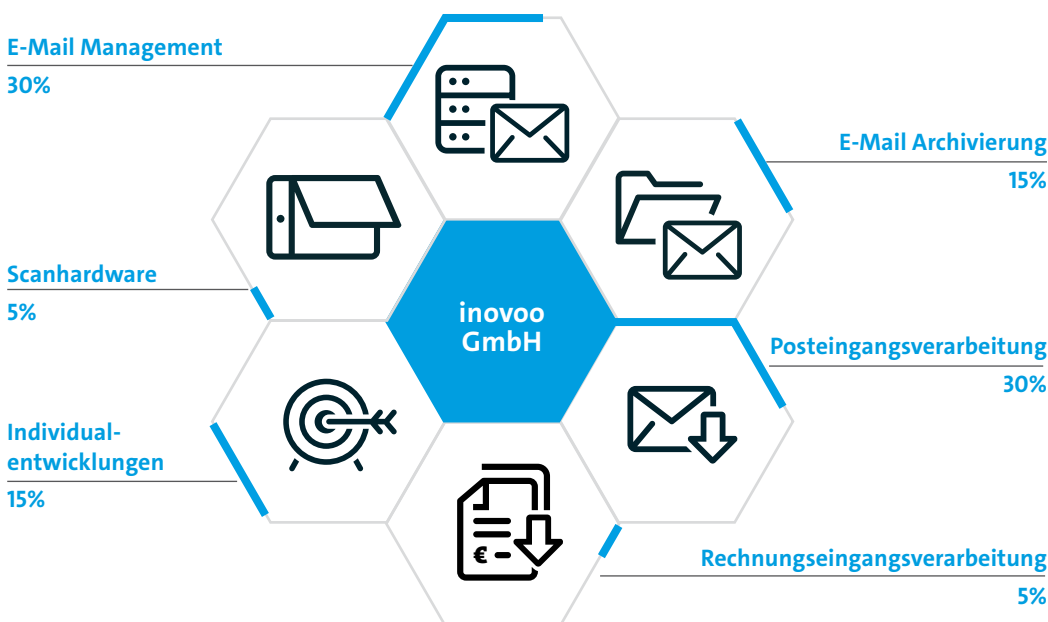 E-Mail Management
30%
E-Mail Archivierung
15%
Scanhardware
5%
inovoo
GmbH
Posteingangsverarbeitung
30%
Individual-
entwicklungen
15%
€
Rechnungseingangsverarbeitung
5%